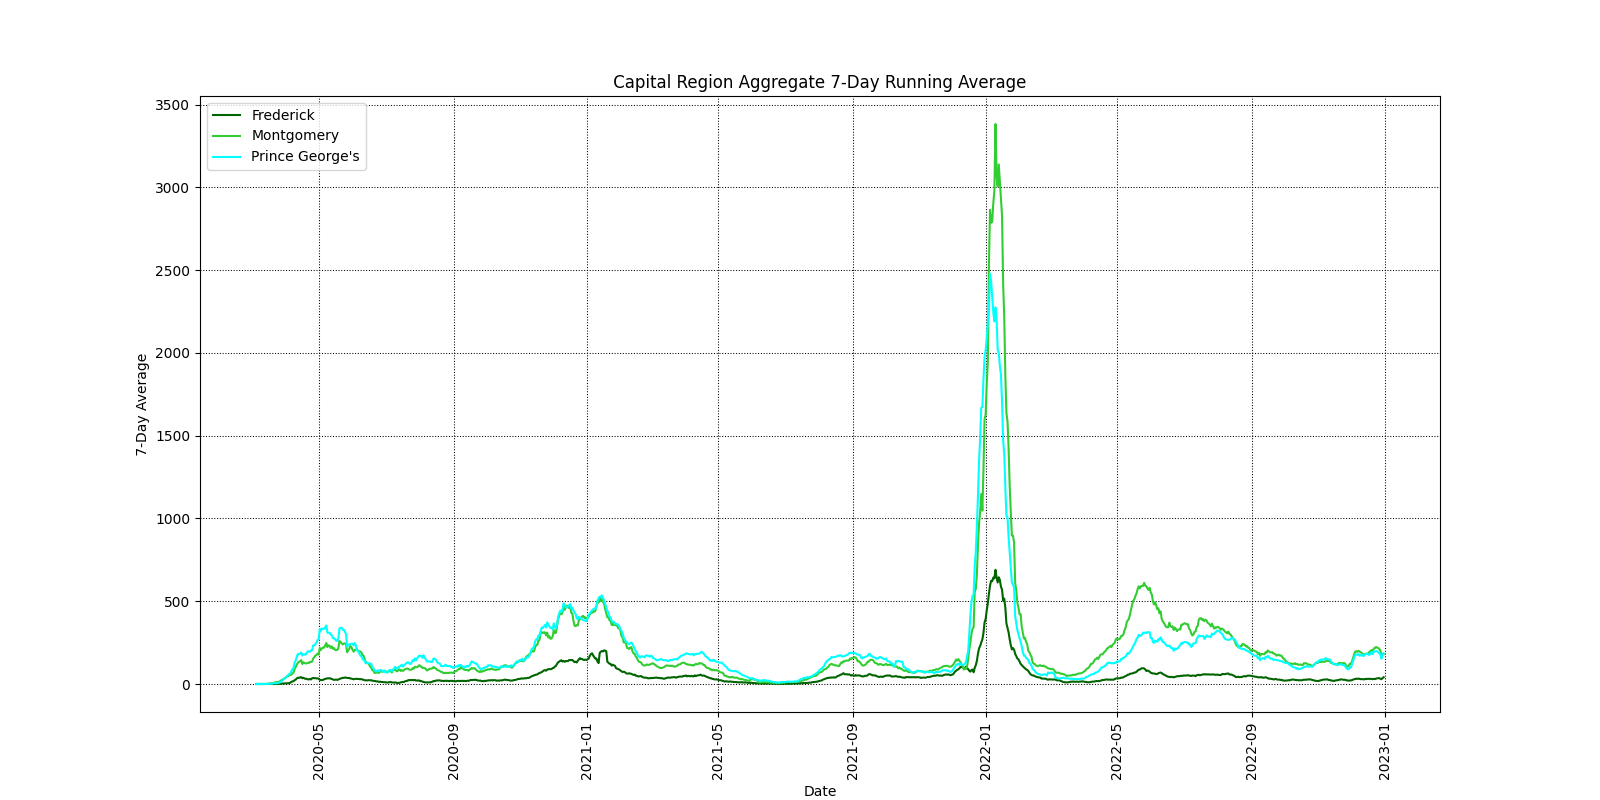 Capital Region Aggregate 7-Day Running Average
Frederick
Montgomery
Prince George's
3500
3000
2500
2000
1500
1000
500
0
7-Day Average
2020-05
2020-09
2021-01
2021-05
2021-09
2022-01
2022-05
2022-09
2023-01
Date